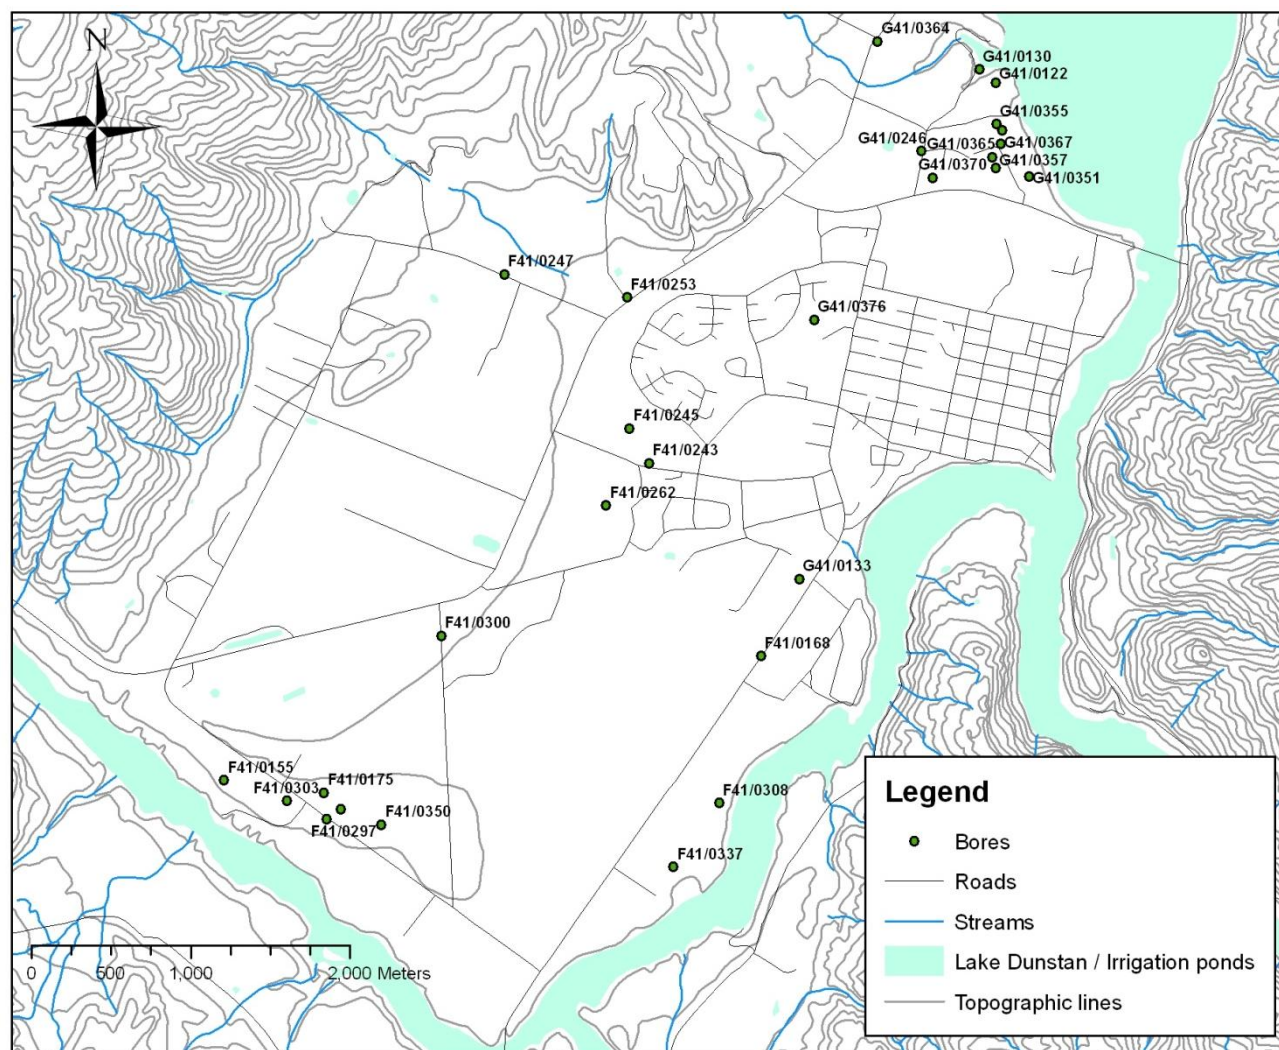 G41/0364
N
G41/0130
G41/0122
G41/0355
G41/0246
G41/0365
G41/0367
G41/0370
G41/0357
G41/0351
F41/0247
F41/0253
G41/0376
F41/0245
F41/0243
F41/0262
G41/0133
F41/0300
F41/0168
F41/0155
F41/0303
F41/0175
F41/0308
F41/0350
F41/0297
F41/0337
Legend
Bores
Roads
Streams
Lake Dunstan / Irrigation ponds
Topographic lines
0 500 1,000 2,000 Meters